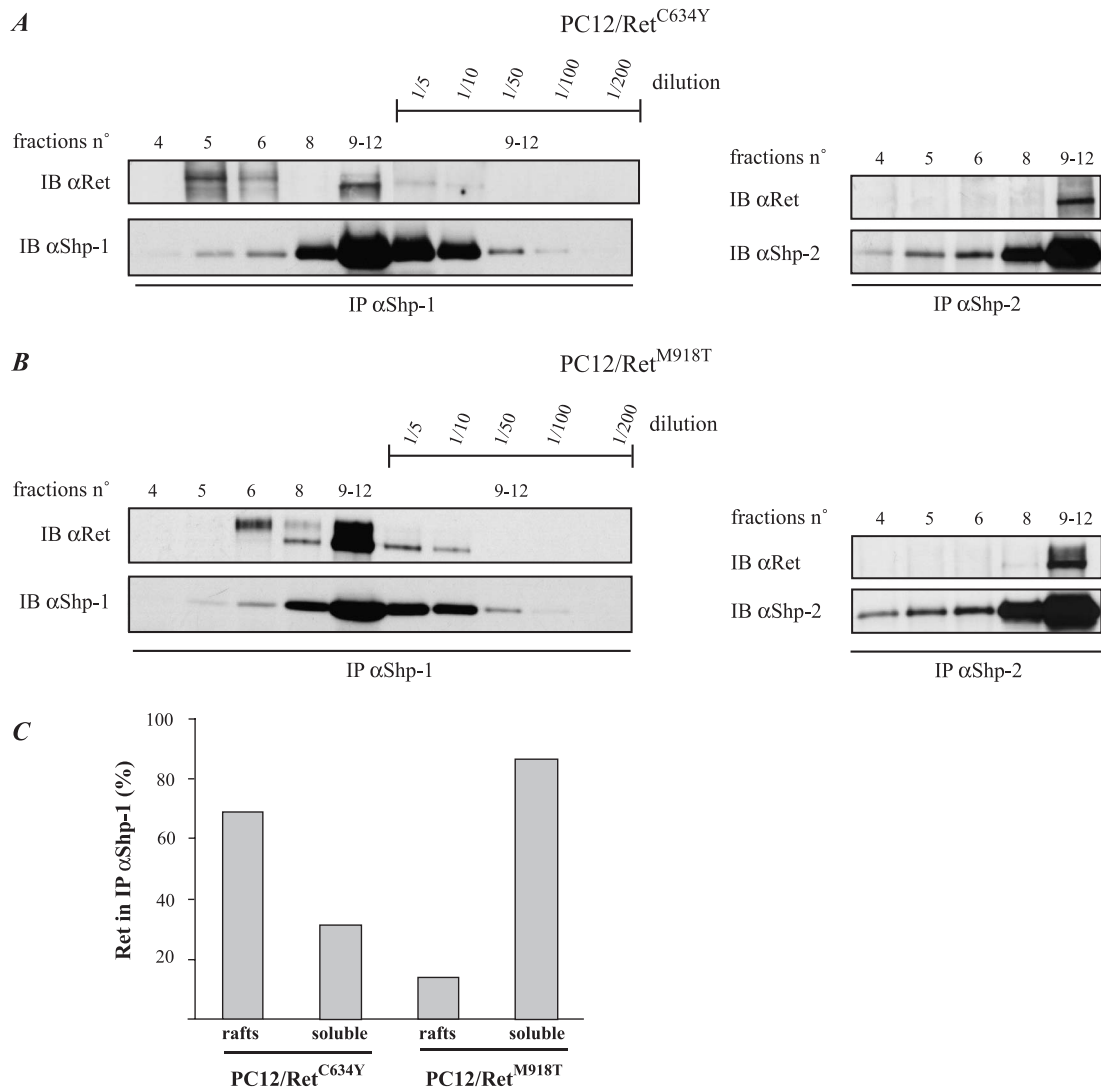 A
PC12/Ret^C634Y
1/5 1/10 1/50 1/100 1/200 dilution
fractions n° 4 5 6 8 9-12 9-12
IB αRet
IB αShp-1
IP αShp-1
fractions n° 4 5 6 8 9-12
IB αRet
IB αShp-2
IP αShp-2
B
PC12/Ret^M918T
1/5 1/10 1/50 1/100 1/200 dilution
fractions n° 4 5 6 8 9-12 9-12
IB αRet
IB αShp-1
IP αShp-1
fractions n° 4 5 6 8 9-12
IB αRet
IB αShp-2
IP αShp-2
C
Ret in IP αShp-1 (%)
100
80
60
40
20
rafts soluble rafts soluble
PC12/Ret^C634Y PC12/Ret^M918T